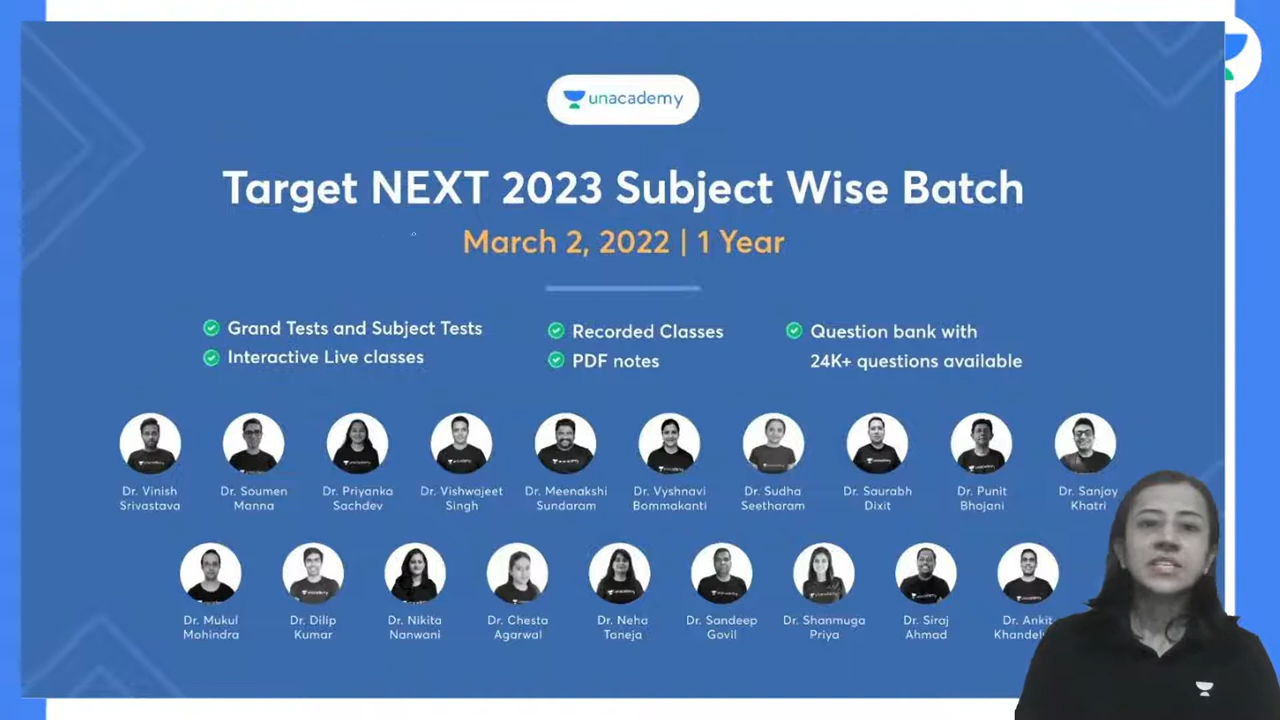 unacademy
Target NEXT 2023 Subject Wise Batch
March 2, 2022 | 1 Year
Grand Tests and Subject Tests
Interactive Live classes
Recorded Classes
PDF notes
Question bank with
24K+ questions available
Dr. Vinish
Srivastava
Dr. Soumen
Manna
Dr. Priyanka
Sachdev
Dr. Vishwajeet
Singh
Dr. Meenakshi
Sundaram
Dr. Vyshnavi
Bommakanti
Dr. Sudha
Seetharam
Dr. Saurabh
Dixit
Dr. Punit
Bhojani
Dr. Sanjay
Khatri
Dr. Mukul
Mohindra
Dr. Dilip
Kumar
Dr. Nikita
Nanwani
Dr. Chesta
Agarwal
Dr. Neha
Taneja
Dr. Sandeep
Govil
Dr. Shanmuga
Priya
Dr. Siraj
Ahmad
Dr. Ankit